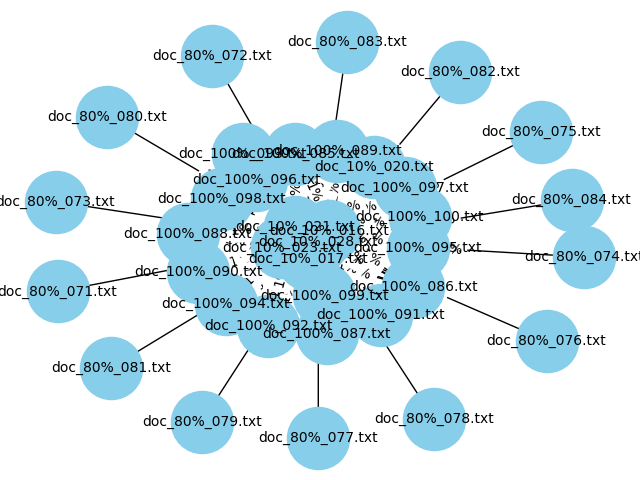 doc_80%_083.txt
doc_80%_072.txt
doc_80%_082.txt
doc_80%_080.txt
doc_80%_075.txt
doc_100%_089.txt
doc_10%_020.txt
doc_100%_096.txt
doc_100%_097.txt
doc_100%_098.txt
doc_80%_084.txt
doc_80%_073.txt
doc_100%_100.txt
doc_10%_021.txt
doc_10%_016.txt
doc_100%_088.txt
doc_10%_028.txt
doc_10%_023.txt
doc_100%_095.txt
doc_80%_074.txt
doc_10%_017.txt
doc_100%_090.txt
doc_80%_071.txt
doc_100%_086.txt
doc_100%_099.txt
doc_100%_094.txt
doc_100%_091.txt
doc_100%_092.txt
doc_100%_087.txt
doc_80%_076.txt
doc_80%_081.txt
doc_80%_078.txt
doc_80%_079.txt
doc_80%_077.txt